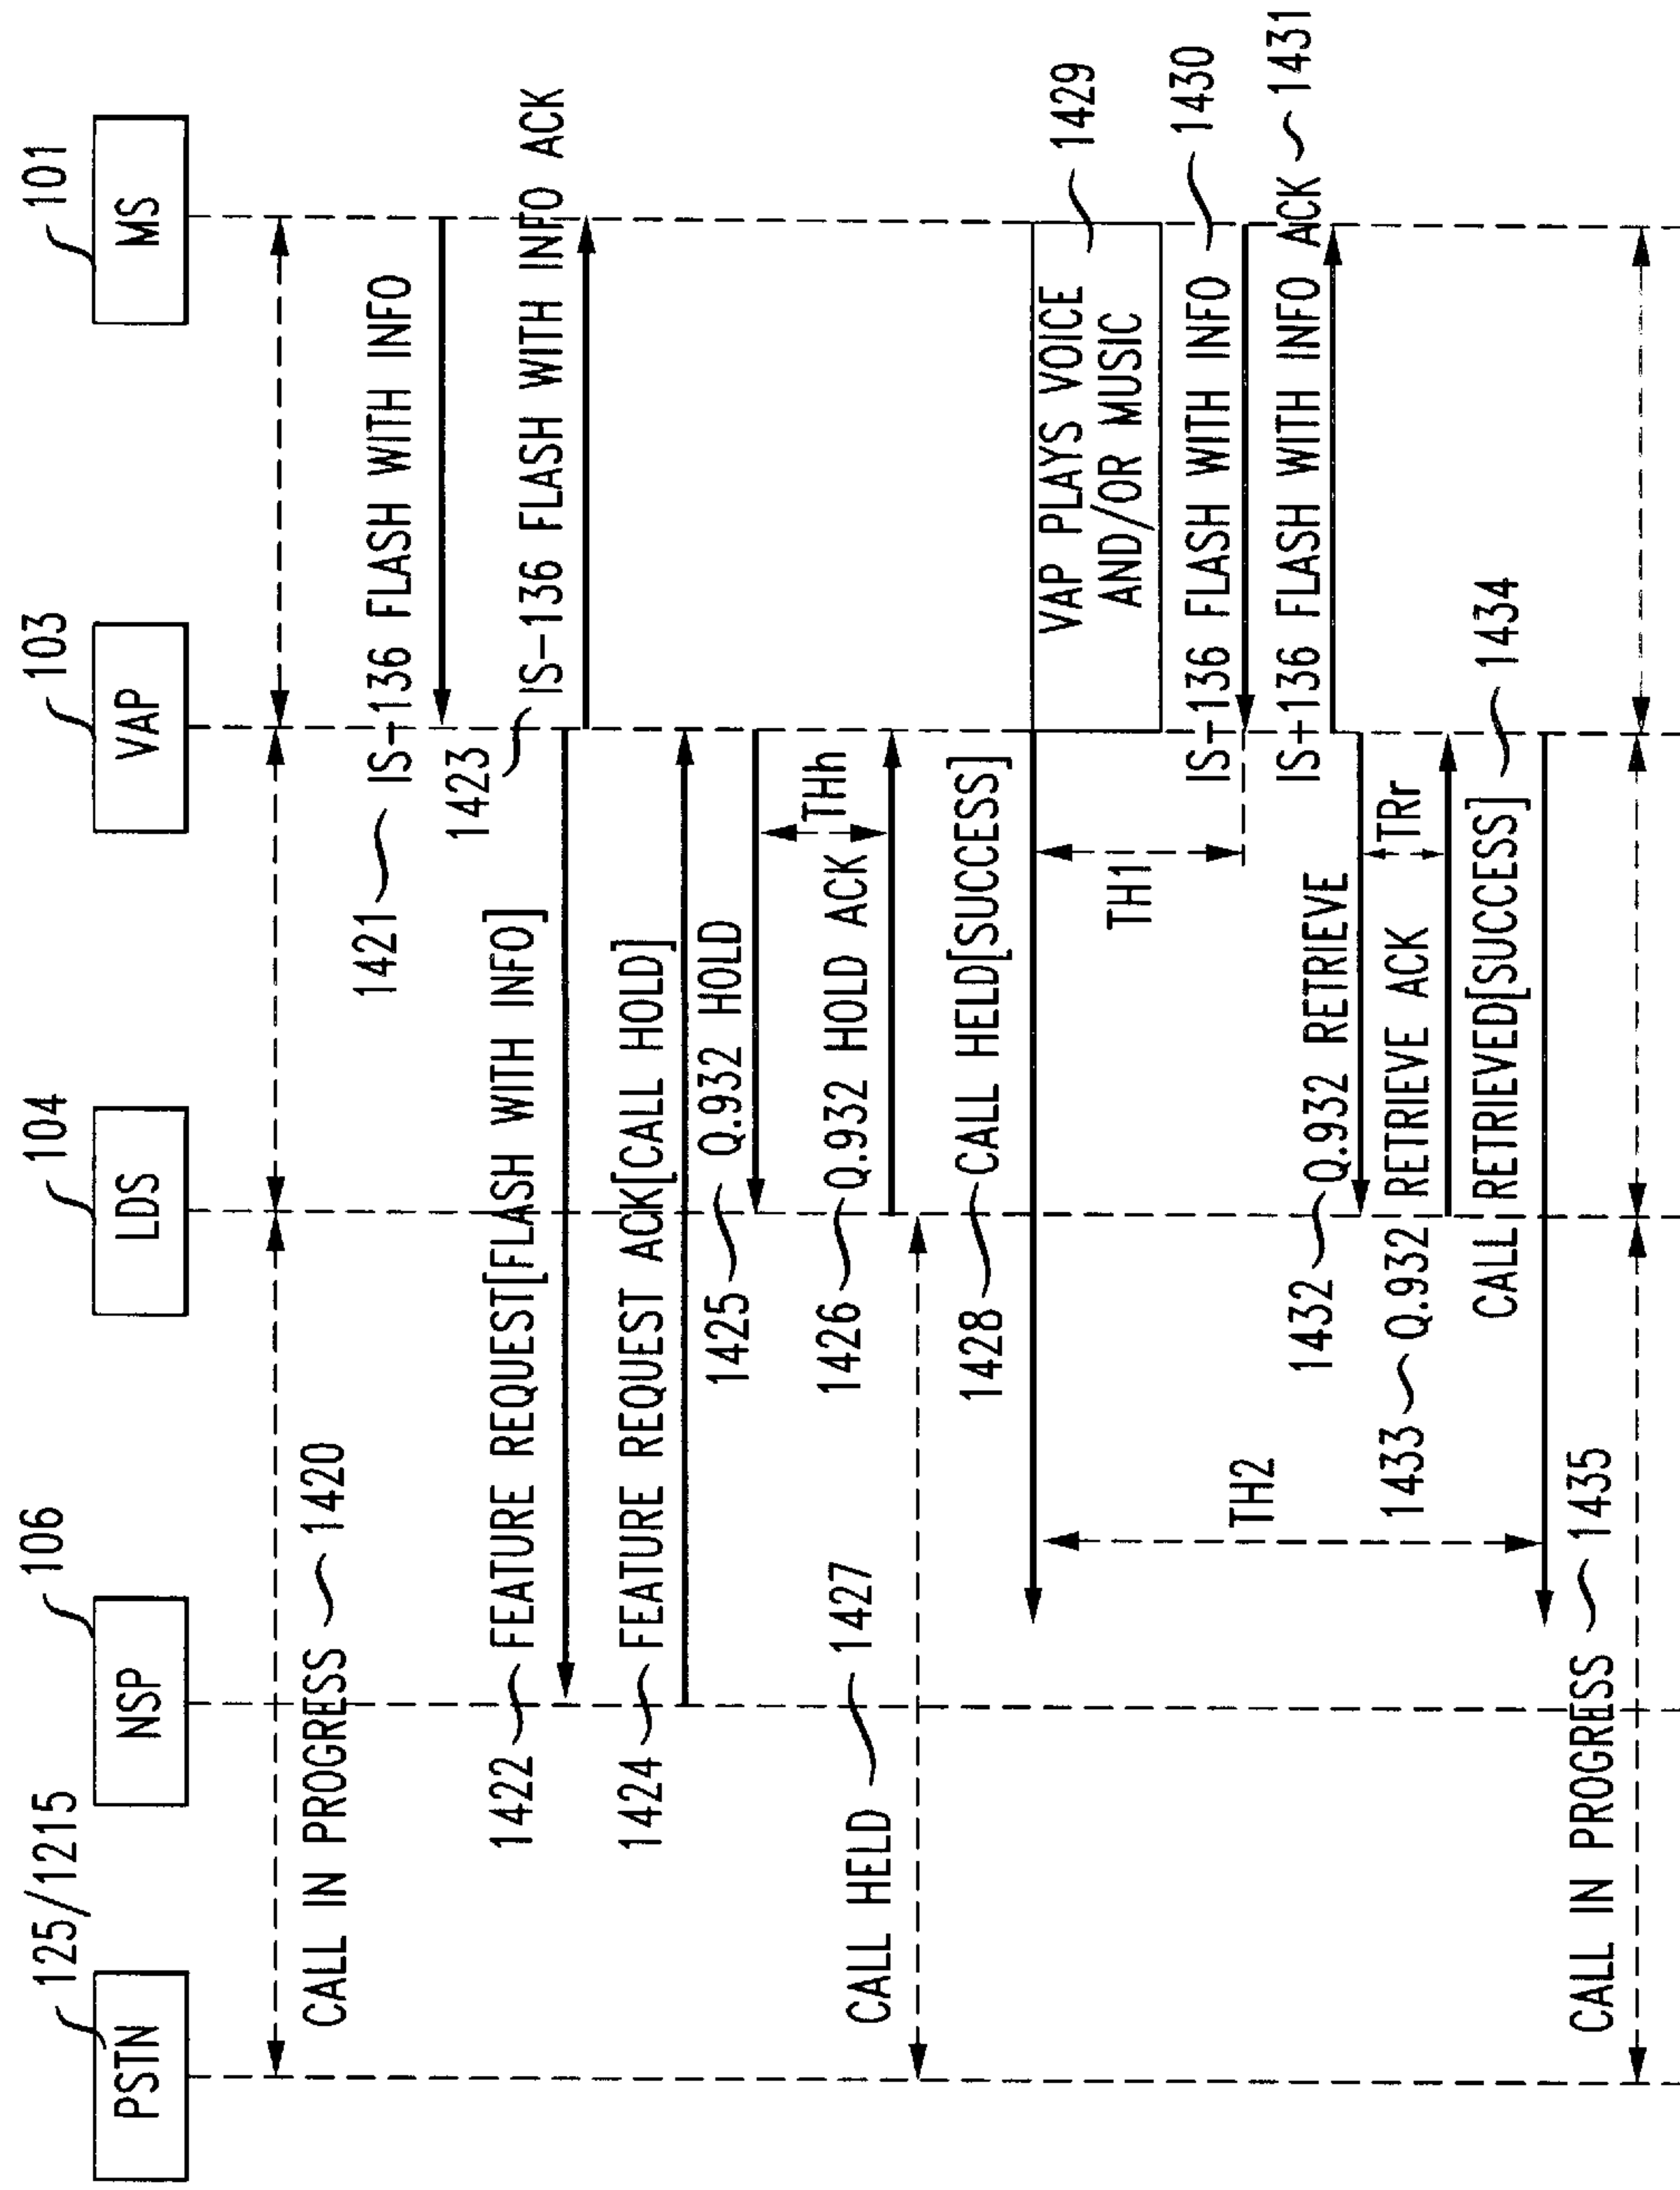 125/1215
106
104
103
101
PSTN
NSP
LDS
VAP
MS
CALL IN PROGRESS 1420
1421 IS-136 FLASH WITH INFO
1422 FEATURE REQUEST[FLASH WITH INFO]
1423 IS-136 FLASH WITH INFO ACK
1424 FEATURE REQUEST ACK[CALL HOLD]
1425 Q.932 HOLD
THh
1426 Q.932 HOLD ACK
CALL HELD 1427
1428 CALL HELD[SUCCESS]
VAP PLAYS VOICE
AND/OR MUSIC
1429
TH1
IS-136 FLASH WITH INFO 1430
IS-136 FLASH WITH INFO ACK 1431
TH2
1432 Q.932 RETRIEVE
TRr
1433 Q.932 RETRIEVE ACK
CALL RETRIEVED[SUCCESS] 1434
CALL IN PROGRESS 1435